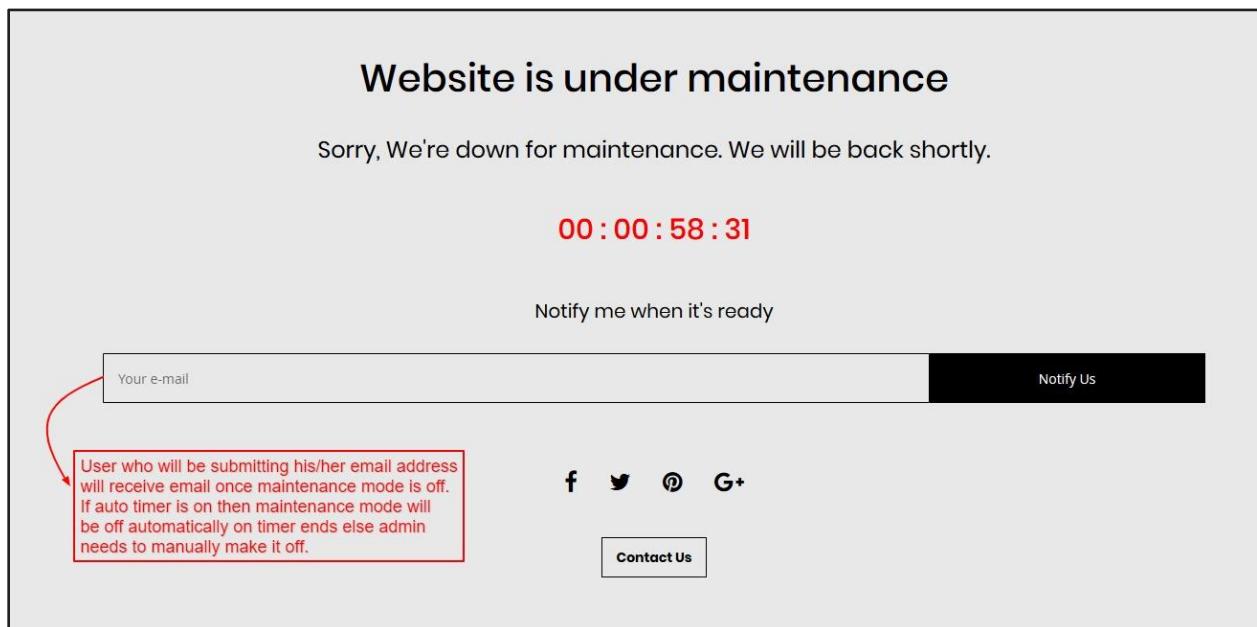 Website is under maintenance
Sorry, We're down for maintenance. We will be back shortly.
00 : 00 : 58 : 31
Notify me when it's ready
Your e-mail
Notify Us
User who will be submitting his/her email address
will receive email once maintenance mode is off.
If auto timer is on then maintenance mode will
be off automatically on timer ends else admin
needs to manually make it off.
Contact Us